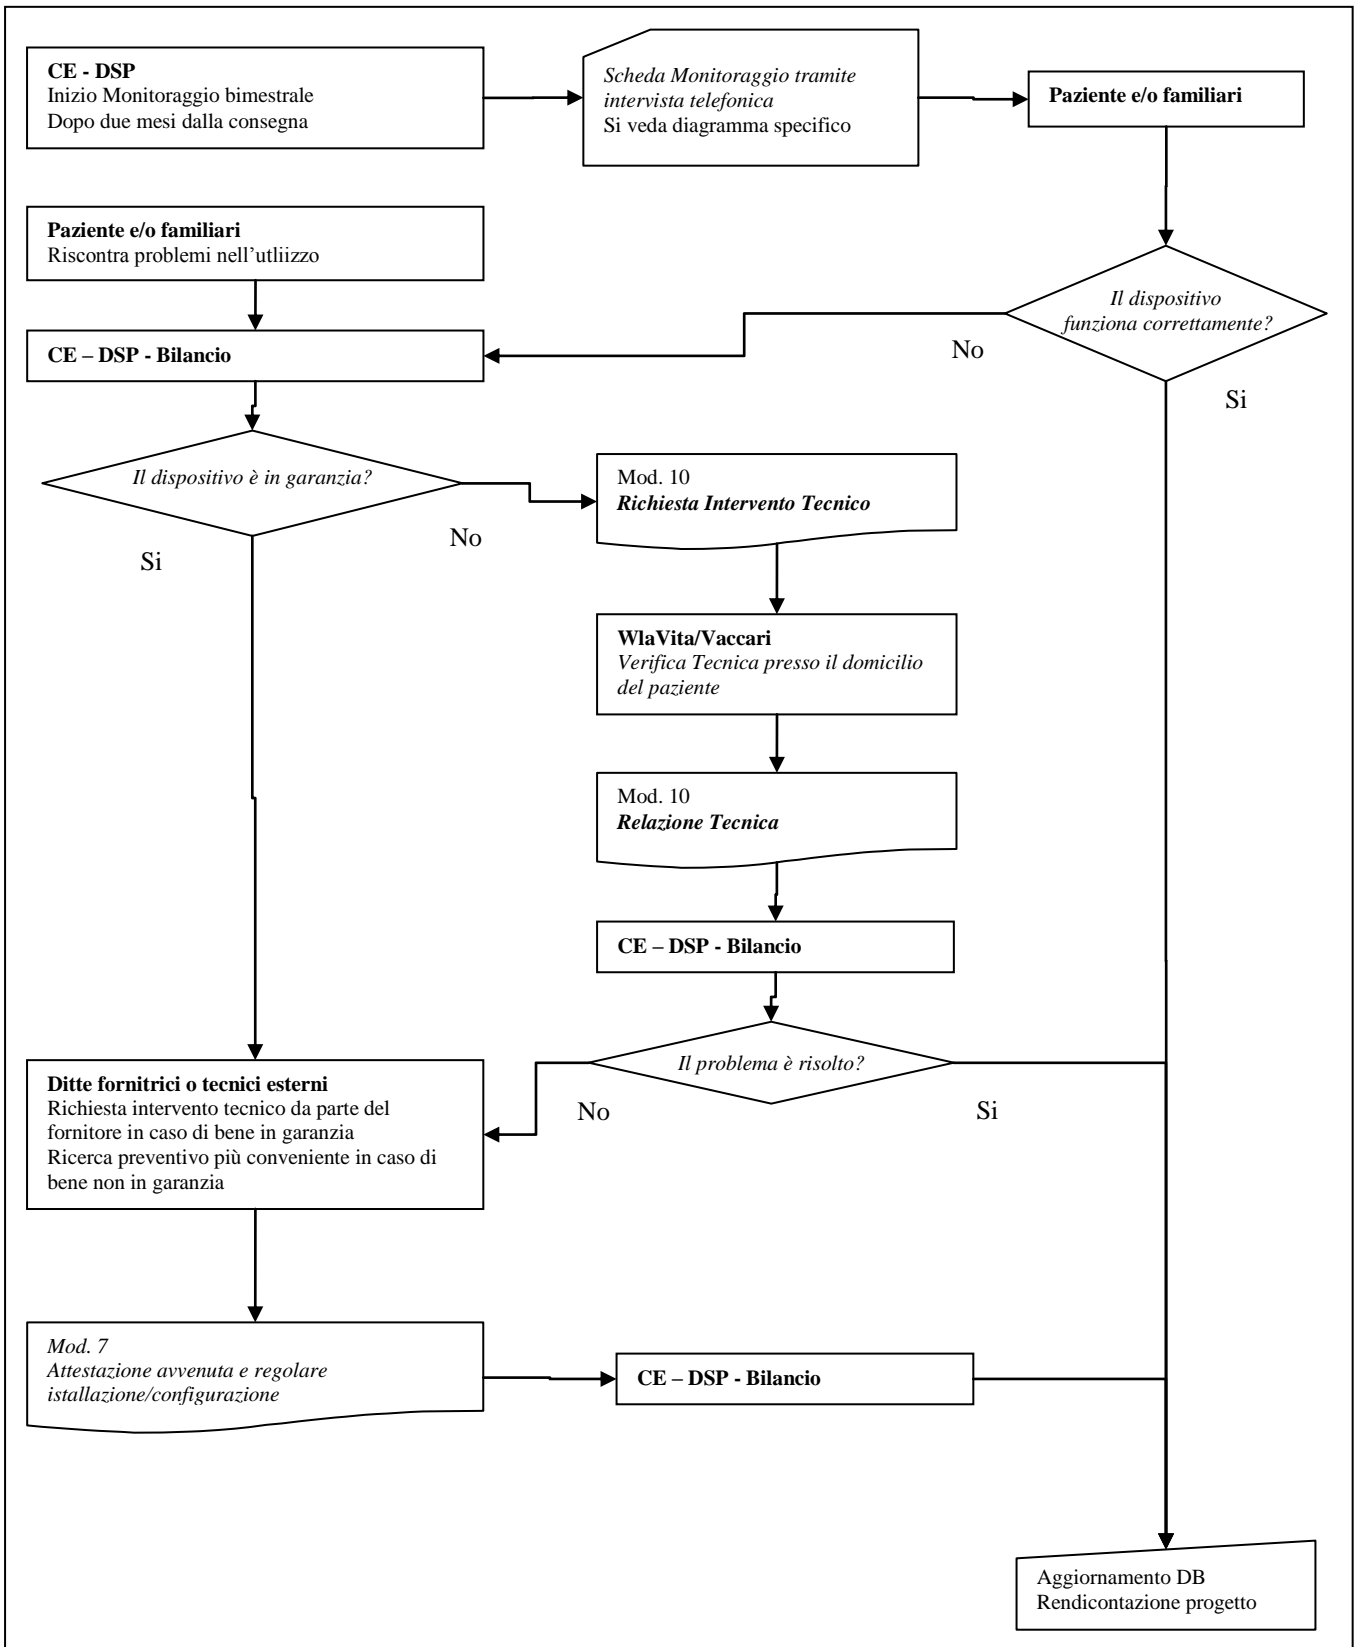 CE - DSP
Inizio Monitoraggio bimestrale
Dopo due mesi dalla consegna
Scheda Monitoraggio tramite
intervista telefonica
Si veda diagramma specifico
Paziente e/o familiari
Paziente e/o familiari
Riscontra problemi nell'utliizzo
Il dispositivo
funziona correttamente?
CE – DSP - Bilancio
No
Si
Il dispositivo è in garanzia?
Mod. 10
Richiesta Intervento Tecnico
No
Si
WlaVita/Vaccari
Verifica Tecnica presso il domicilio
del paziente
Mod. 10
Relazione Tecnica
CE – DSP - Bilancio
Il problema è risolto?
No
Si
Ditte fornitrici o tecnici esterni
Richiesta intervento tecnico da parte del
fornitore in caso di bene in garanzia
Ricerca preventivo più conveniente in caso di
bene non in garanzia
Mod. 7
Attestazione avvenuta e regolare
istallazione/configurazione
CE – DSP - Bilancio
Aggiornamento DB
Rendicontazione progetto